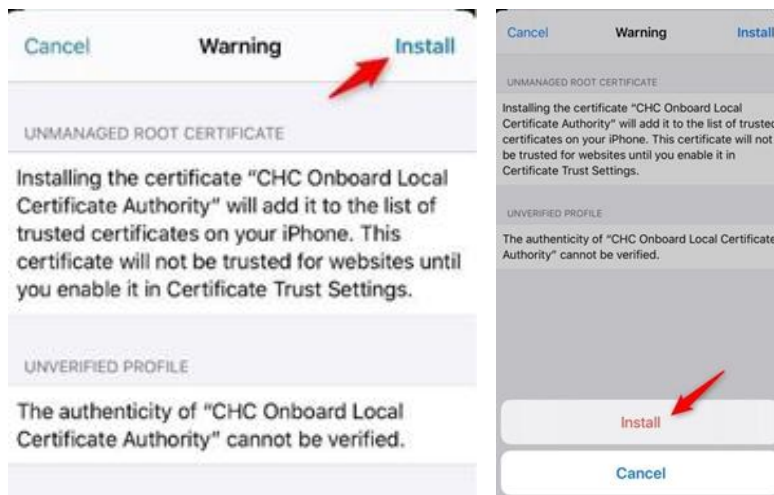 Cancel Warning Install
UNMANAGED ROOT CERTIFICATE
Installing the certificate "CHC Onboard Local
Certificate Authority" will add it to the list of
trusted certificates on your iPhone. This
certificate will not be trusted for websites until
you enable it in Certificate Trust Settings.
UNVERIFIED PROFILE
The authenticity of "CHC Onboard Local
Certificate Authority" cannot be verified.
Cancel Warning Install
UNMANAGED ROOT CERTIFICATE
Installing the certificate "CHC Onboard Local
Certificate Authority" will add it to the list of trusted
certificates on your iPhone. This certificate will not
be trusted for websites until you enable it in
Certificate Trust Settings.
UNVERIFIED PROFILE
The authenticity of "CHC Onboard Local Certificate
Authority" cannot be verified.
Install
Cancel